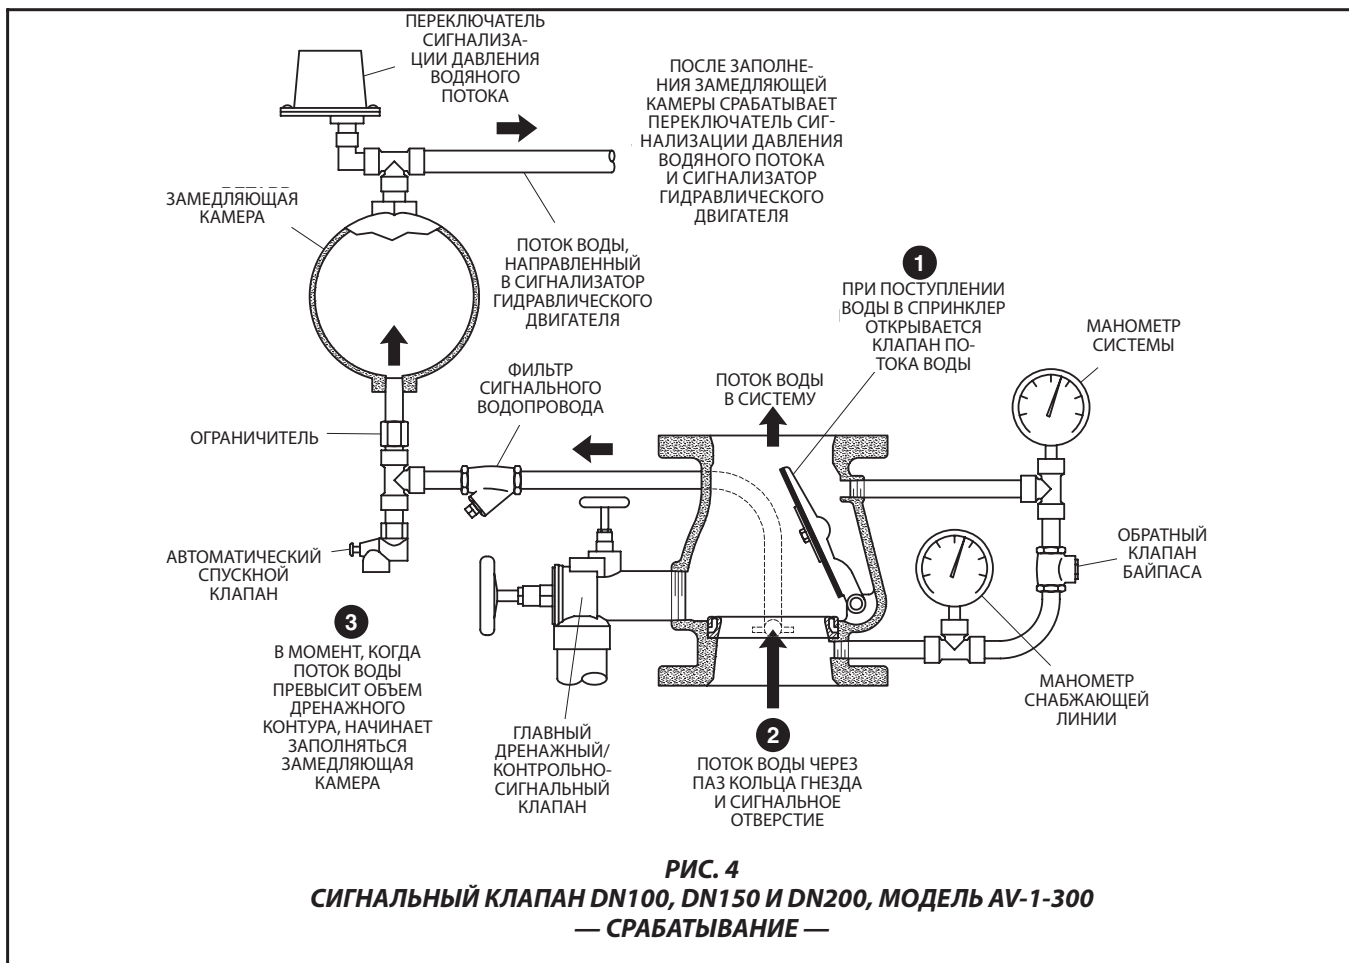 ПЕРЕКЛЮЧАТЕЛЬ
СИГНАЛИЗА-
ЦИИ ДАВЛЕНИЯ
ВОДЯНОГО
ПОТОКА
ПОСЛЕ ЗАПОЛНЕ-
НИЯ ЗАМЕДЛЯЮЩЕЙ
КАМЕРЫ СРАБАТЫВАЕТ
ПЕРЕКЛЮЧАТЕЛЬ СИГ-
НАЛИЗАЦИИ ДАВЛЕНИЯ
ВОДЯНОГО ПОТОКА
И СИГНАЛИЗАТОР
ГИДРАВЛИЧЕСКОГО
ДВИГАТЕЛЯ
ЗАМЕДЛЯЮЩАЯ
КАМЕРА
ПОТОК ВОДЫ,
НАПРАВЛЕННЫЙ
В СИГНАЛИЗАТОР
ГИДРАВЛИЧЕСКОГО
ДВИГАТЕЛЯ
1
ПРИ ПОСТУПЛЕНИИ
ВОДЫ В СПРИНКЛЕР
ОТКРЫВАЕТСЯ
КЛАПАН ПО-
ТОКА ВОДЫ
МАНОМЕТР
СИСТЕМЫ
ФИЛЬТР
СИГНАЛЬНОГО
ВОДОПРОВОДА
ПОТОК ВОДЫ
В СИСТЕМУ
ОГРАНИЧИТЕЛЬ
АВТОМАТИЧЕСКИЙ
СПУСКНОЙ
КЛАПАН
ОБРАТНЫЙ
КЛАПАН
БАЙПАСА
3
В МОМЕНТ, КОГДА
ПОТОК ВОДЫ
ПРЕВЫСИТ ОБЪЕМ
ДРЕНАЖНОГО
КОНТУРА, НАЧИНАЕТ
ЗАПОЛНЯТЬСЯ
ЗАМЕДЛЯЮЩАЯ
КАМЕРА
ГЛАВНЫЙ
ДРЕНАЖНЫЙ/
КОНТРОЛЬНО-
СИГНАЛЬНЫЙ
КЛАПАН
2
ПОТОК ВОДЫ ЧЕРЕЗ
ПАЗ КОЛЬЦА ГНЕЗДА
И СИГНАЛЬНОЕ
ОТВЕРСТИЕ
МАНОМЕТР
СНАБЖАЮЩЕЙ
ЛИНИИ
РИС. 4
СИГНАЛЬНЫЙ КЛАПАН DN100, DN150 И DN200, МОДЕЛЬ AV-1-300
— СРАБАТЫВАНИЕ —